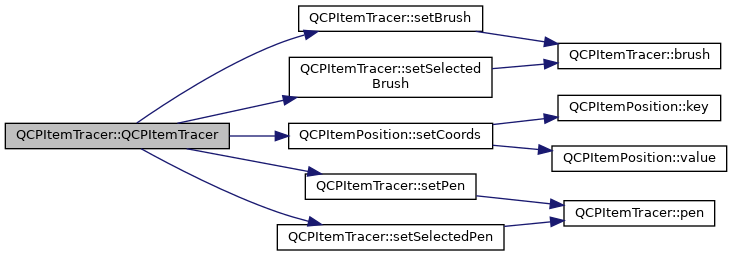 QCPItemTracer::QCPItemTracer
QCPItemTracer::setBrush
QCPItemTracer::setSelected
Brush
QCPItemPosition::setCoords
QCPItemTracer::setPen
QCPItemTracer::setSelectedPen
QCPItemTracer::brush
QCPItemPosition::key
QCPItemPosition::value
QCPItemTracer::pen